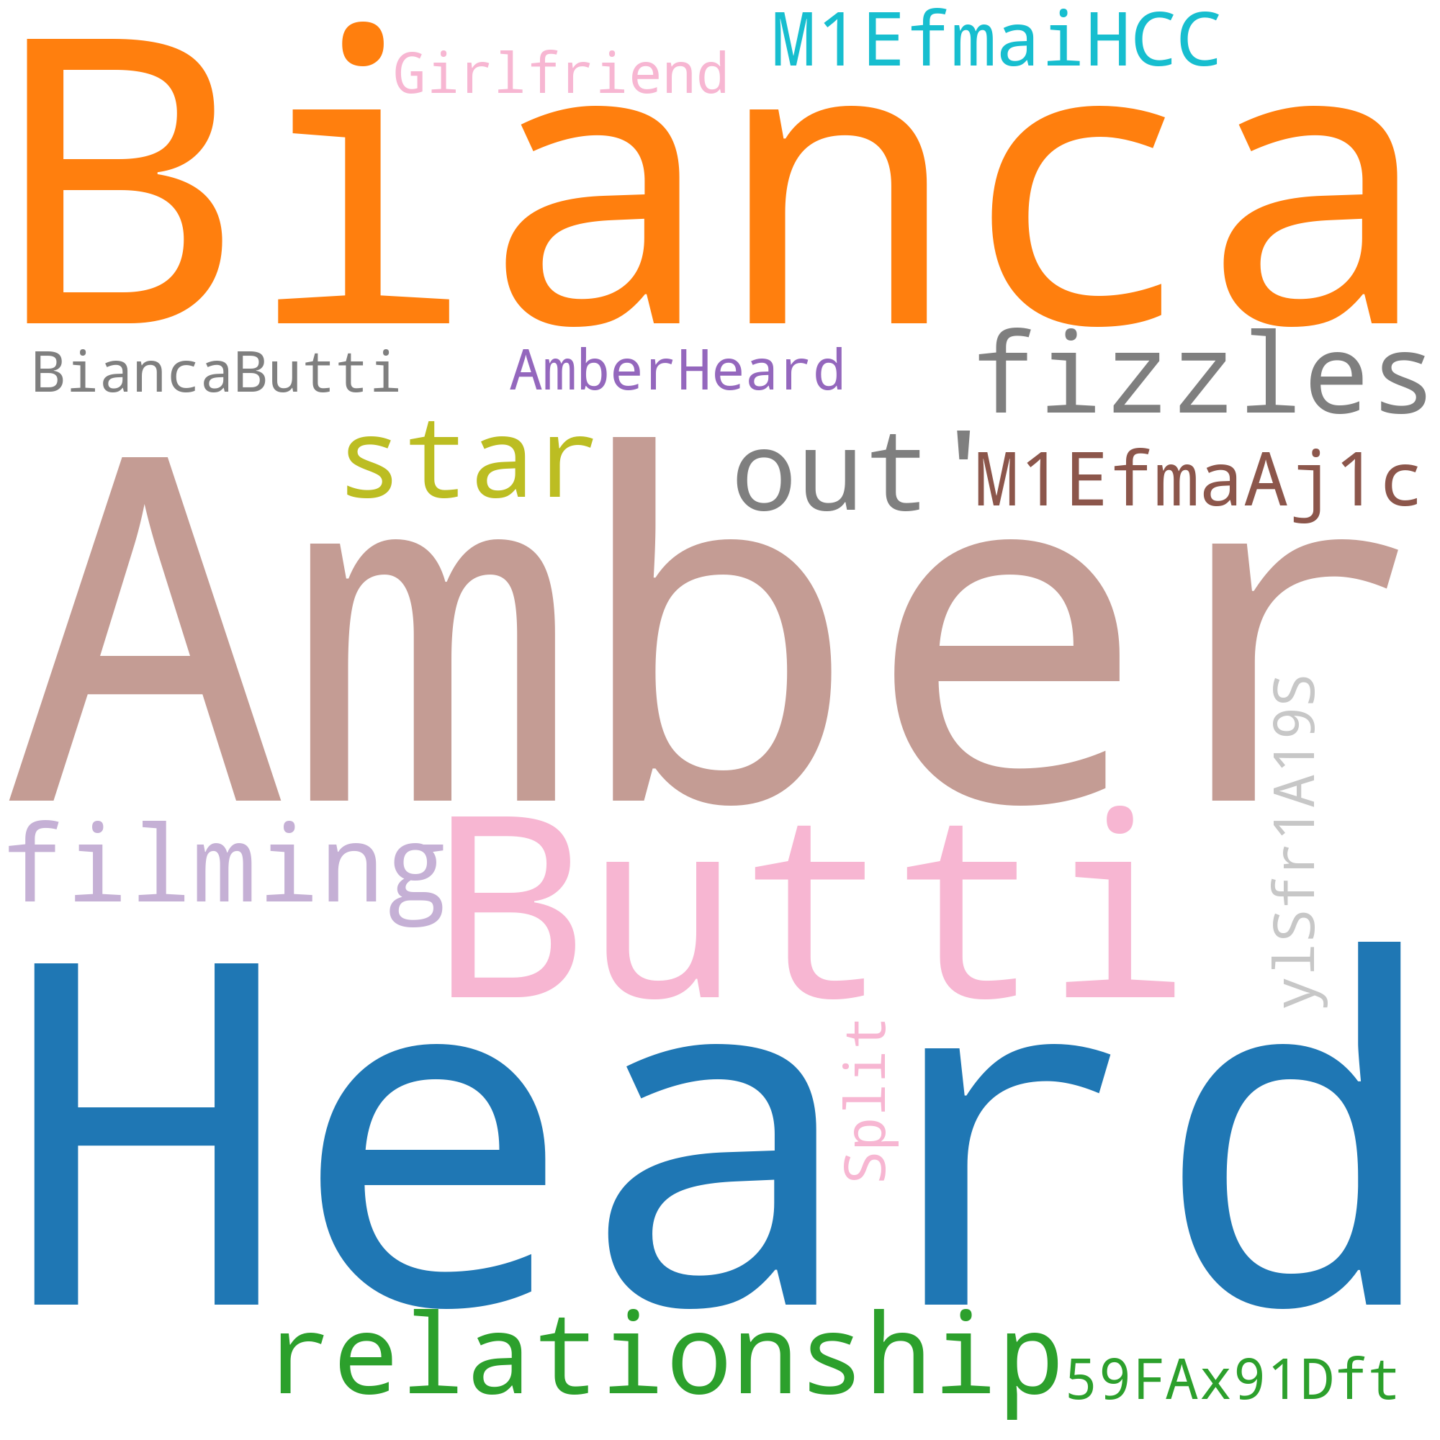 M1EfmaiHCC
Girlfriend
Bianca
BiancaButti
AmberHeard
fizzles
star
out'
M1EfmaAj1c
Amber
ylSfr1A19S
filming
Butti
Heard
Split
relationship
59FAx91Dft